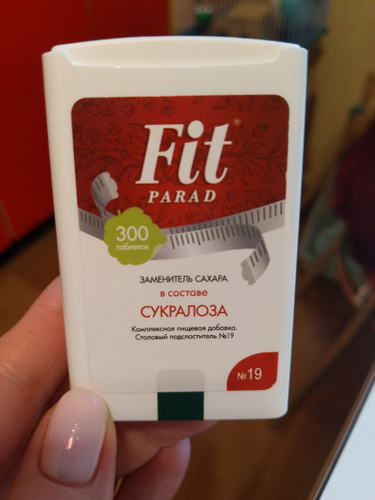 Fit®
PARAD
300
таблеток
ЗАМЕНИТЕЛЬ САХАРА
в составе
СУКРАЛОЗА
Комплексная пищевая добавка.
Столовый подсластитель №19
№19